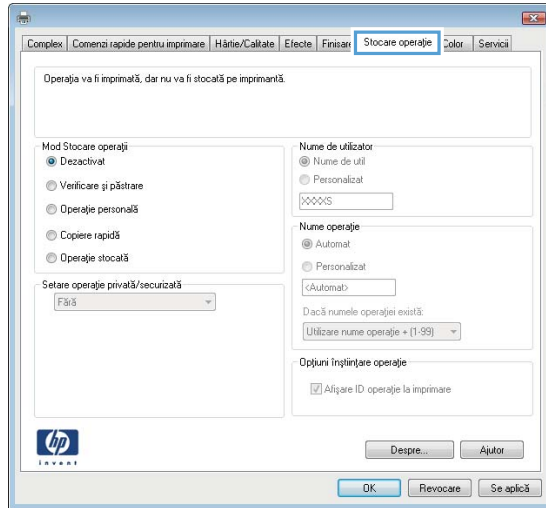 Complex Comenzi rapide pentru imprimare Hârtie/Calitate Efecte Finisare Stocare operaţie Color Servicii
Operaţia va fi imprimată, dar nu va fi stocată pe imprimantă.
Mod Stocare operaţii
Dezactivat
Verificare şi păstrare
Operaţie personală
Copiere rapidă
Operaţie stocată
Setare operaţie privată/securizată
Fără
Nume de utilizator
Nume de util
Personalizat
XXXXS
Nume operaţie
Automat
Personalizat
<Automat>
Dacă numele operaţiei există:
Utilizare nume operaţie + (1-99)
Opţiuni înştiinţare operaţie
Afişare ID operaţie la imprimare
hp
invent
Despre... Ajutor
OK Revocare Se aplică